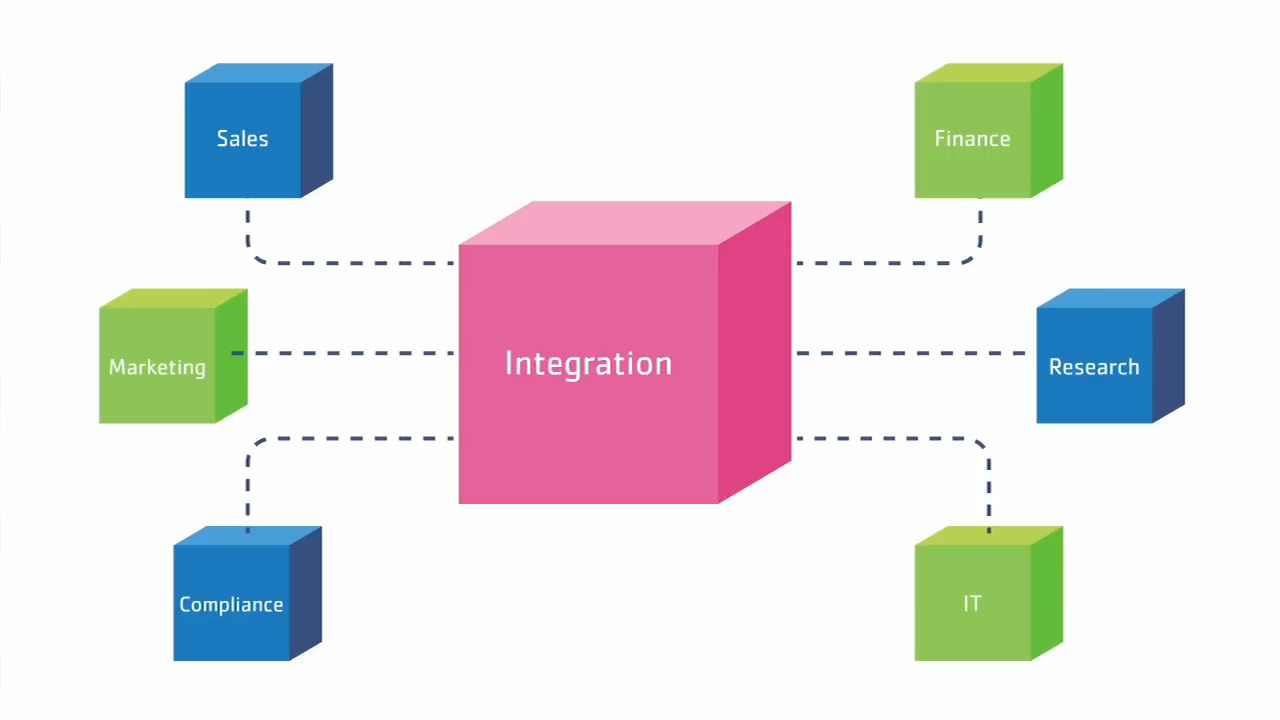 Sales
Finance
Integration
Marketing
Research
Compliance
IT